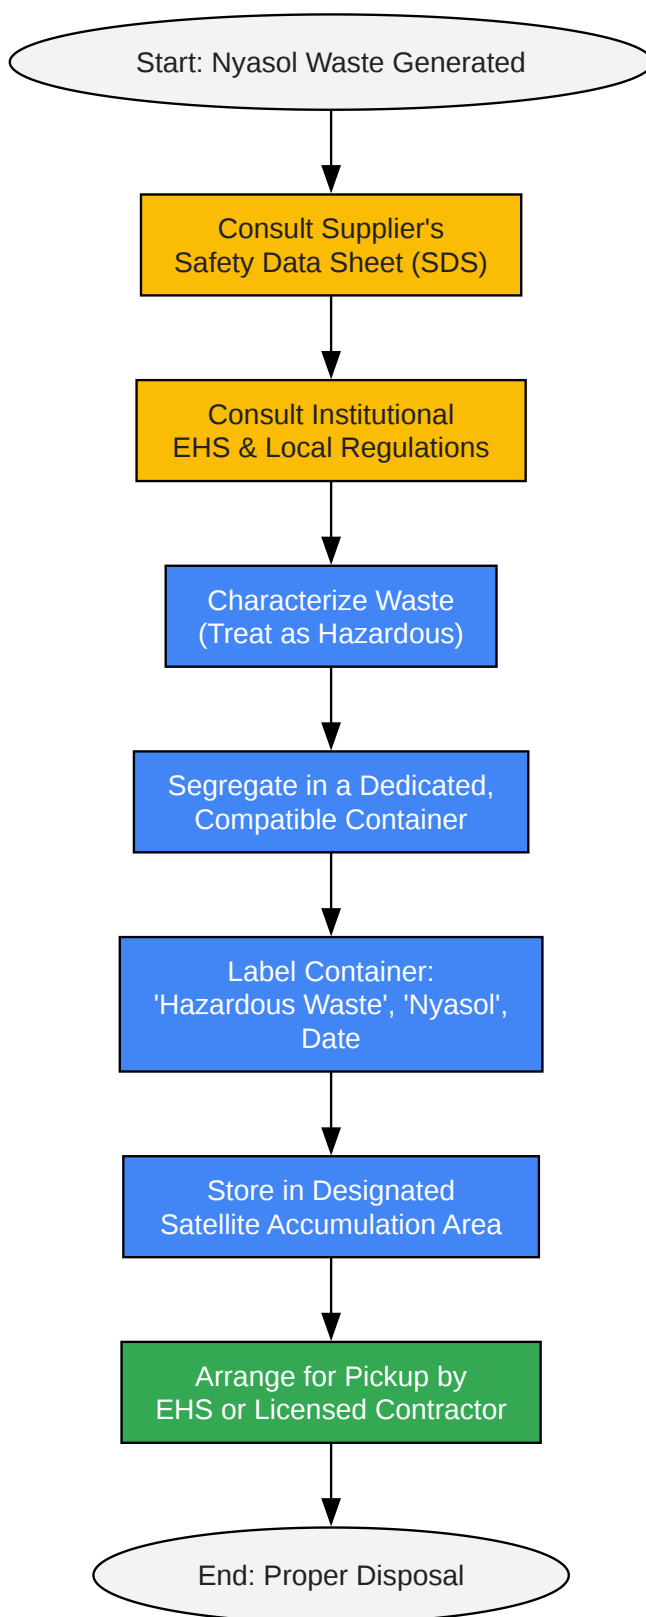 Start: Nyasol Waste Generated
Consult Supplier's
Safety Data Sheet (SDS)
Consult Institutional
EHS & Local Regulations
Characterize Waste
(Treat as Hazardous)
Segregate in a Dedicated,
Compatible Container
Label Container:
'Hazardous Waste', 'Nyasol',
Date
Store in Designated
Satellite Accumulation Area
Arrange for Pickup by
EHS or Licensed Contractor
End: Proper Disposal